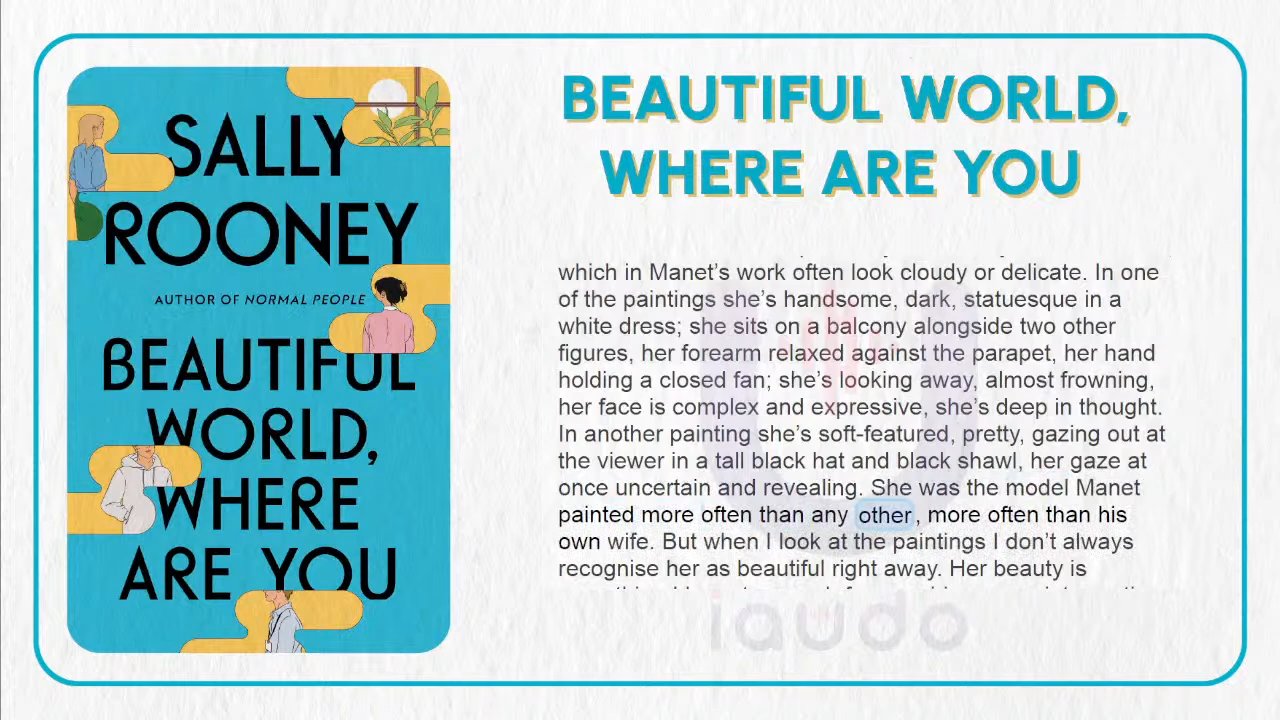 SALLY
ROONEY
AUTHOR OF NORMAL PEOPLE
BEAUTIFUL
WORLD,
WHERE
ARE YOU
BEAUTIFUL WORLD,
WHERE ARE YOU
which in Manet’s work often look cloudy or delicate. In one
of the paintings she’s handsome, dark, statuesque in a
white dress; she sits on a balcony alongside two other
figures, her forearm relaxed against the parapet, her hand
holding a closed fan; she’s looking away, almost frowning,
her face is complex and expressive, she’s deep in thought.
In another painting she’s soft-featured, pretty, gazing out at
the viewer in a tall black hat and black shawl, her gaze at
once uncertain and revealing. She was the model Manet
painted more often than any other, more often than his
own wife. But when I look at the paintings I don’t always
recognise her as beautiful right away. Her beauty is
iaudo